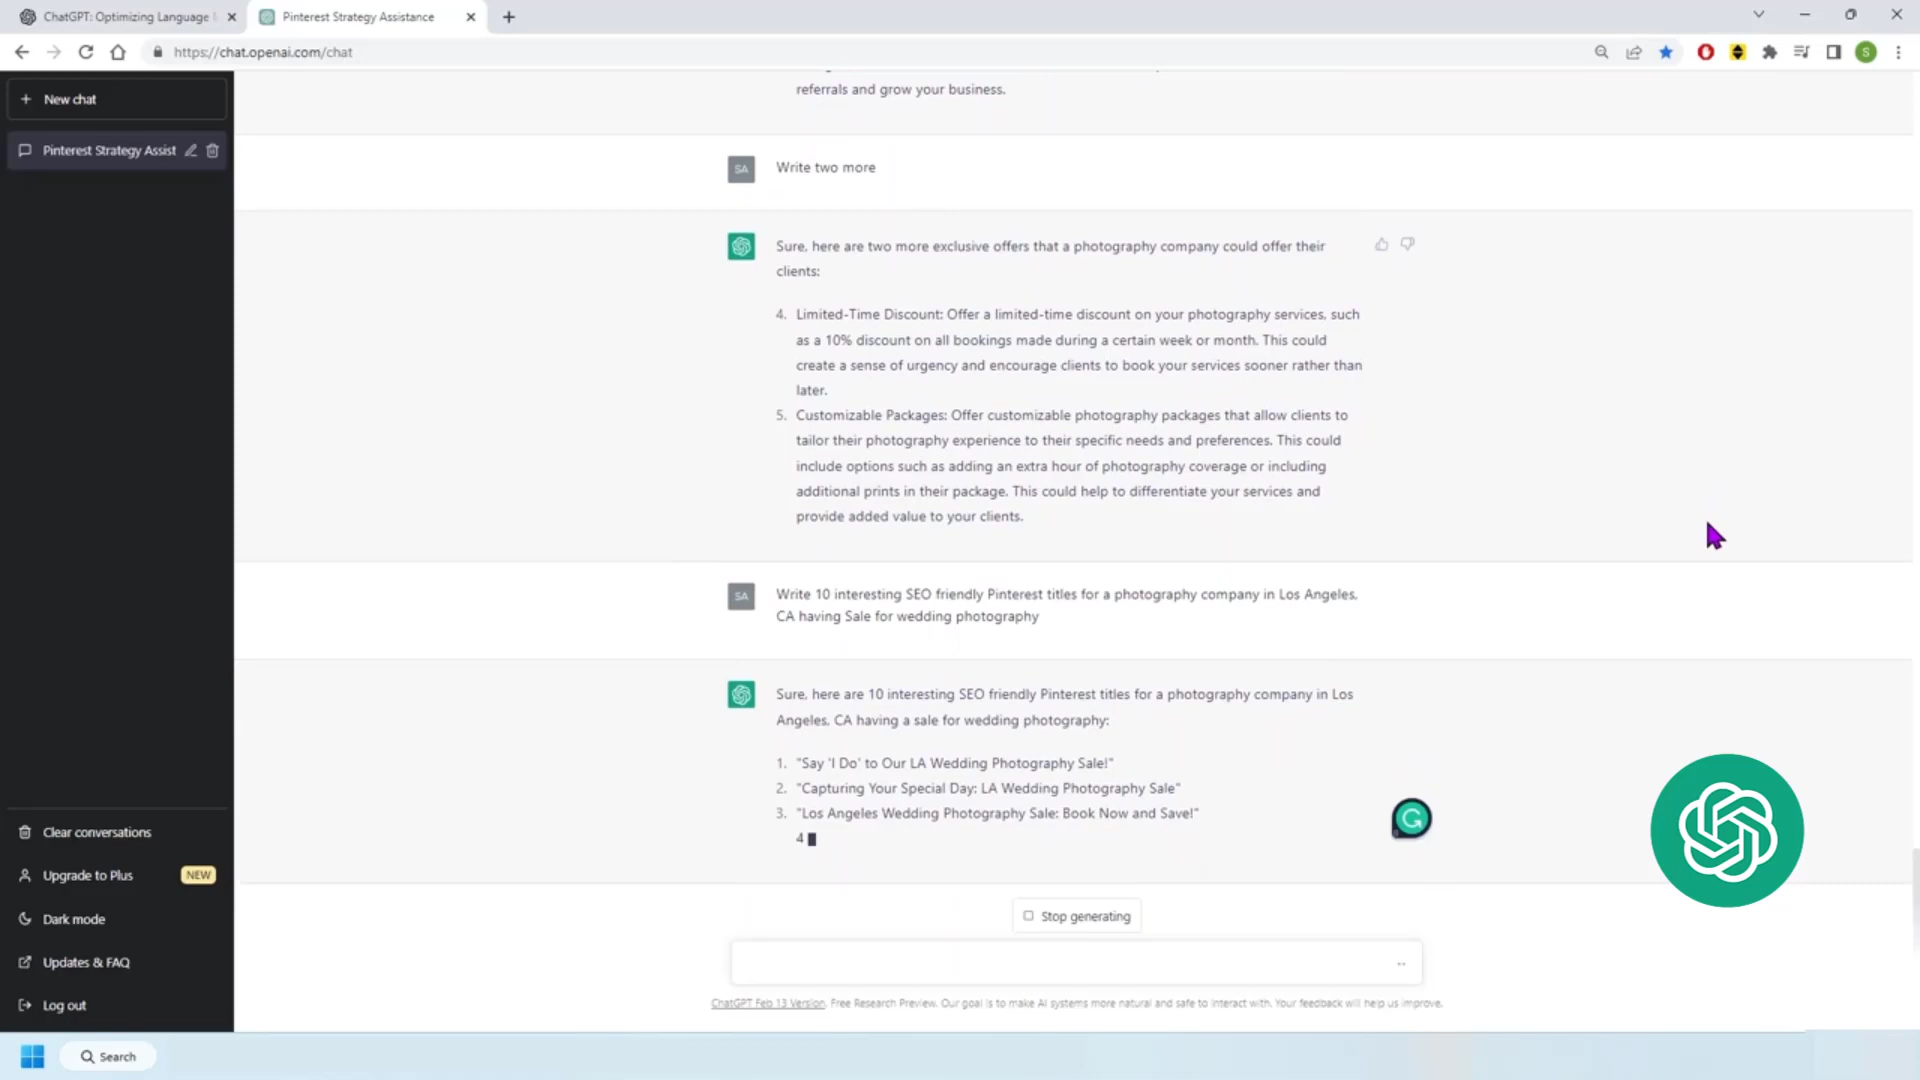 ChatGPT: Optimizing Language
Pinterest Strategy Assistance
https://chat.openai.com/chat
S
New chat
Pinterest Strategy Assist
referrals and grow your business.
SA
Write two more
Sure, here are two more exclusive offers that a photography company could offer their
clients:
4. Limited-Time Discount: Offer a limited-time discount on your photography services, such
as a 10% discount on all bookings made during a certain week or month. This could
create a sense of urgency and encourage clients to book your services sooner rather than
later.
5. Customizable Packages: Offer customizable photography packages that allow clients to
tailor their photography experience to their specific needs and preferences. This could
include options such as adding an extra hour of photography coverage or including
additional prints in their package. This could help to differentiate your services and
provide added value to your clients.
SA
Write 10 interesting SEO friendly Pinterest titles for a photography company in Los Angeles,
CA having Sale for wedding photography
Sure, here are 10 interesting SEO friendly Pinterest titles for a photography company in Los
Angeles, CA having a sale for wedding photography:
1. "Say 'I Do' to Our LA Wedding Photography Sale!"
2. "Capturing Your Special Day: LA Wedding Photography Sale"
3. "Los Angeles Wedding Photography Sale: Book Now and Save!"
4
Clear conversations
Upgrade to Plus NEW
Dark mode
Updates & FAQ
Log out
Stop generating
ChatGPT Feb 13 Version. Free Research Preview. Our goal is to make AI systems more natural and safe to interact with. Your feedback will help us improve.
Search